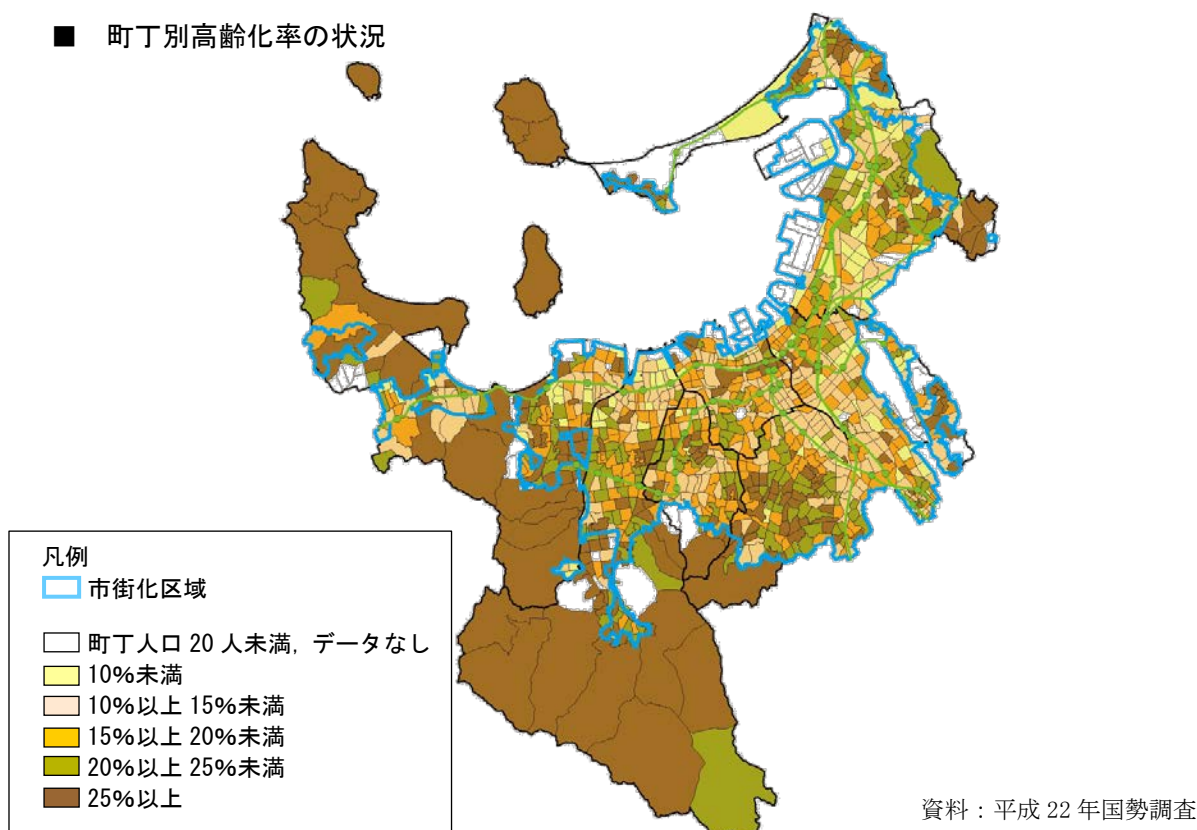 ■ 町丁別高齢化率の状況
凡例
市街化区域
町丁人口 20 人未満，データなし
10%未満
10%以上 15%未満
15%以上 20%未満
20%以上 25%未満
25%以上
資料：平成 22 年国勢調査